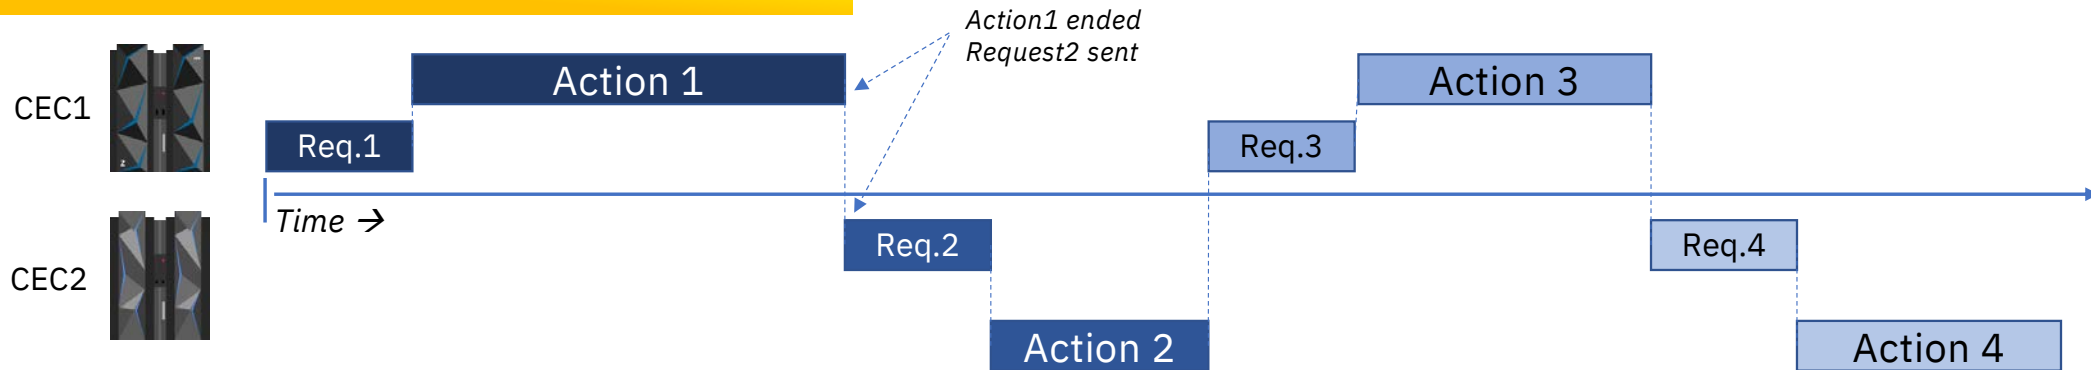 Action1 ended
Request2 sent
CEC1
Action 1
Action 3
Req.1
Req.3
Time →
CEC2
Req.2
Req.4
Action 2
Action 4